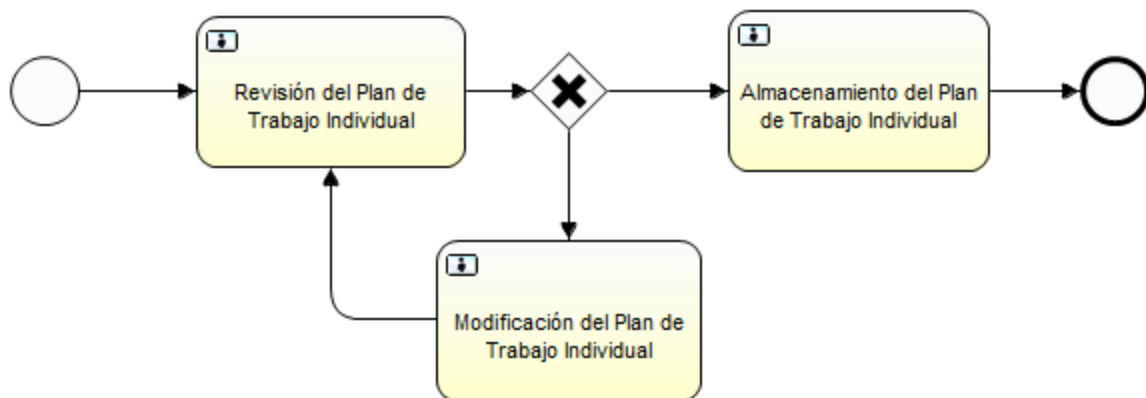 Revisión del Plan de
Trabajo Individual
Almacenamiento del Plan
de Trabajo Individual
Modificación del Plan de
Trabajo Individual